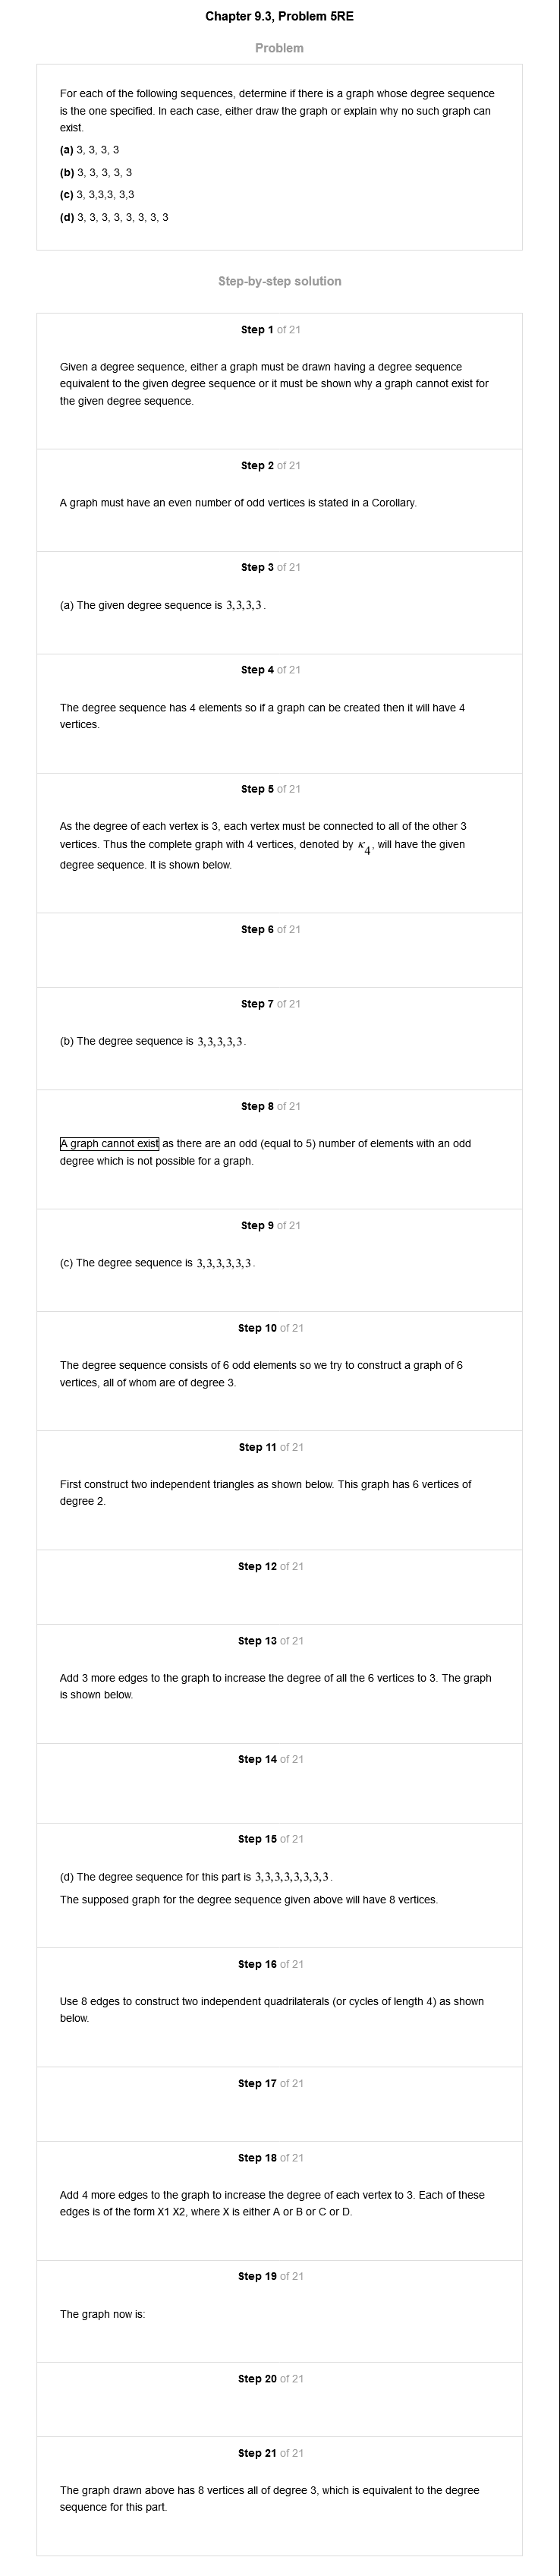 Chapter 9.3, Problem 5RE
Problem
For each of the following sequences, determine if there is a graph whose degree sequence
is the one specified. In each case, either draw the graph or explain why no such graph can
exist.
(a) 3, 3, 3, 3
(b) 3, 3, 3, 3, 3
(c) 3, 3,3,3, 3,3
(d) 3, 3, 3, 3, 3, 3, 3, 3
Step-by-step solution
Step 1 of 21
Given a degree sequence, either a graph must be drawn having a degree sequence
equivalent to the given degree sequence or it must be shown why a graph cannot exist for
the given degree sequence.
Step 2 of 21
A graph must have an even number of odd vertices is stated in a Corollary.
Step 3 of 21
(a) The given degree sequence is 3,3,3,3.
Step 4 of 21
The degree sequence has 4 elements so if a graph can be created then it will have 4
vertices.
Step 5 of 21
As the degree of each vertex is 3, each vertex must be connected to all of the other 3
vertices. Thus the complete graph with 4 vertices, denoted by κ4, will have the given
degree sequence. It is shown below.
Step 6 of 21
Step 7 of 21
(b) The degree sequence is 3,3,3,3,3.
Step 8 of 21
A graph cannot exist as there are an odd (equal to 5) number of elements with an odd
degree which is not possible for a graph.
Step 9 of 21
(c) The degree sequence is 3,3,3,3,3,3.
Step 10 of 21
The degree sequence consists of 6 odd elements so we try to construct a graph of 6
vertices, all of whom are of degree 3.
Step 11 of 21
First construct two independent triangles as shown below. This graph has 6 vertices of
degree 2.
Step 12 of 21
Step 13 of 21
Add 3 more edges to the graph to increase the degree of all the 6 vertices to 3. The graph
is shown below.
Step 14 of 21
Step 15 of 21
(d) The degree sequence for this part is 3,3,3,3,3,3,3,3.
The supposed graph for the degree sequence given above will have 8 vertices.
Step 16 of 21
Use 8 edges to construct two independent quadrilaterals (or cycles of length 4) as shown
below.
Step 17 of 21
Step 18 of 21
Add 4 more edges to the graph to increase the degree of each vertex to 3. Each of these
edges is of the form X1 X2, where X is either A or B or C or D.
Step 19 of 21
The graph now is:
Step 20 of 21
Step 21 of 21
The graph drawn above has 8 vertices all of degree 3, which is equivalent to the degree
sequence for this part.